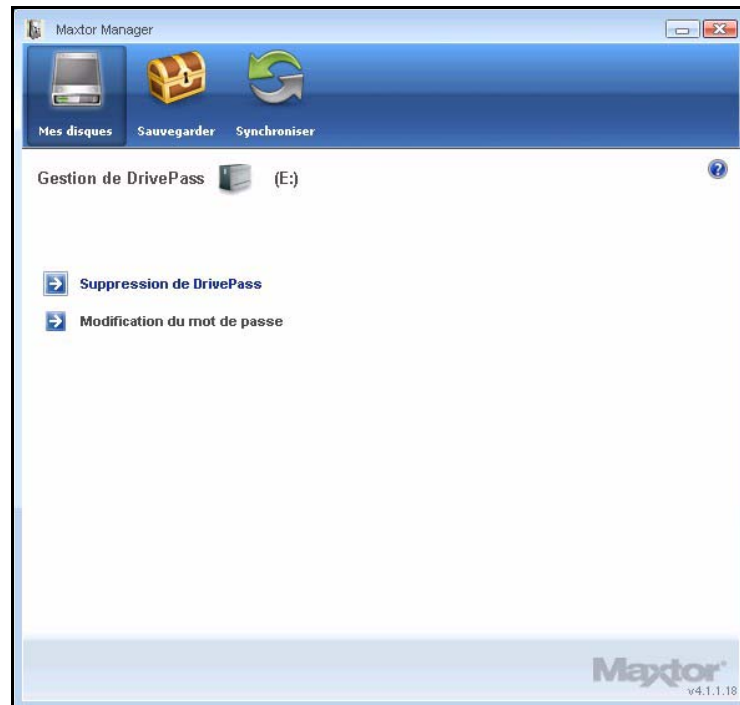 Maxtor Manager
Mes disques Sauvegarder Synchroniser
Gestion de DrivePass (E:)
Suppression de DrivePass
Modification du mot de passe
Maxtor
v4.1.1.18